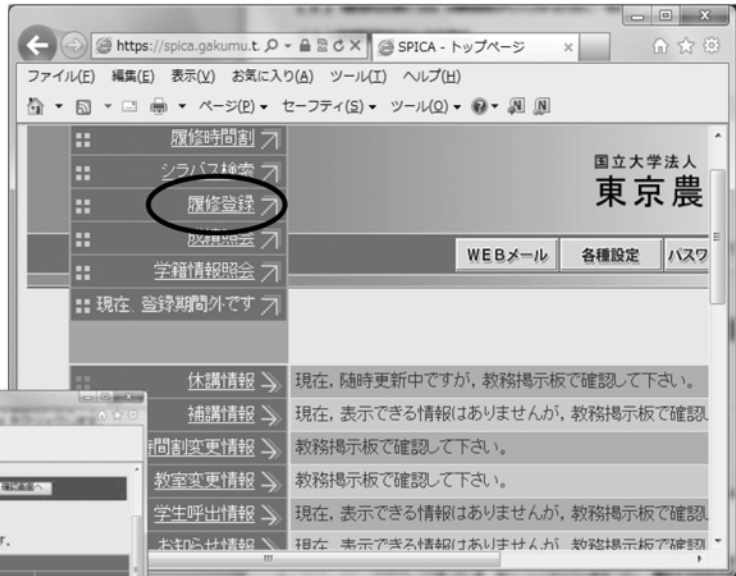 https://spica.gakumu.t.
SPICA - トップページ
ファイル(F) 編集(E) 表示(V) お気に入り(A) ツール(T) ヘルプ(H)
ページ(P) セーフティ(S) ツール(O)
履修時間割
シラバス検索
履修登録
成績照会
学籍情報照会
現在、登録期間外です
国立大学法人
東京農
WEBメール 各種設定 パスワ
休講情報 現在，随時更新中ですが，教務掲示板で確認して下さい。
補講情報 現在，表示できる情報はありませんが，教務掲示板で確認し
時間割変更情報 教務掲示板で確認して下さい。
教室変更情報 教務掲示板で確認して下さい。
学生呼出情報 現在，表示できる情報はありませんが，教務掲示板で確認し
お知らせ情報 現在，表示できる情報はありませんが，教務掲示板で確認
す。